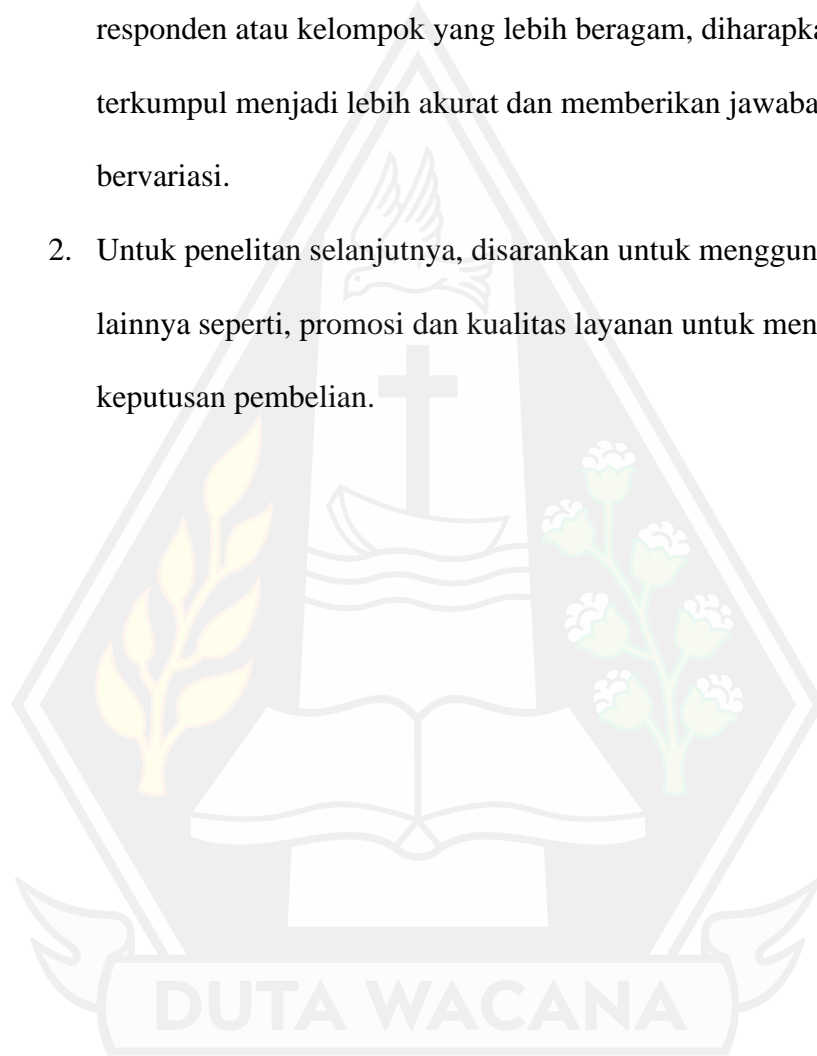 responden atau kelompok yang lebih beragam, diharapka
terkumpul menjadi lebih akurat dan memberikan jawaba
bervariasi.
2. Untuk penelitan selanjutnya, disarankan untuk menggun
lainnya seperti, promosi dan kualitas layanan untuk men
keputusan pembelian.
DUTA WACANA